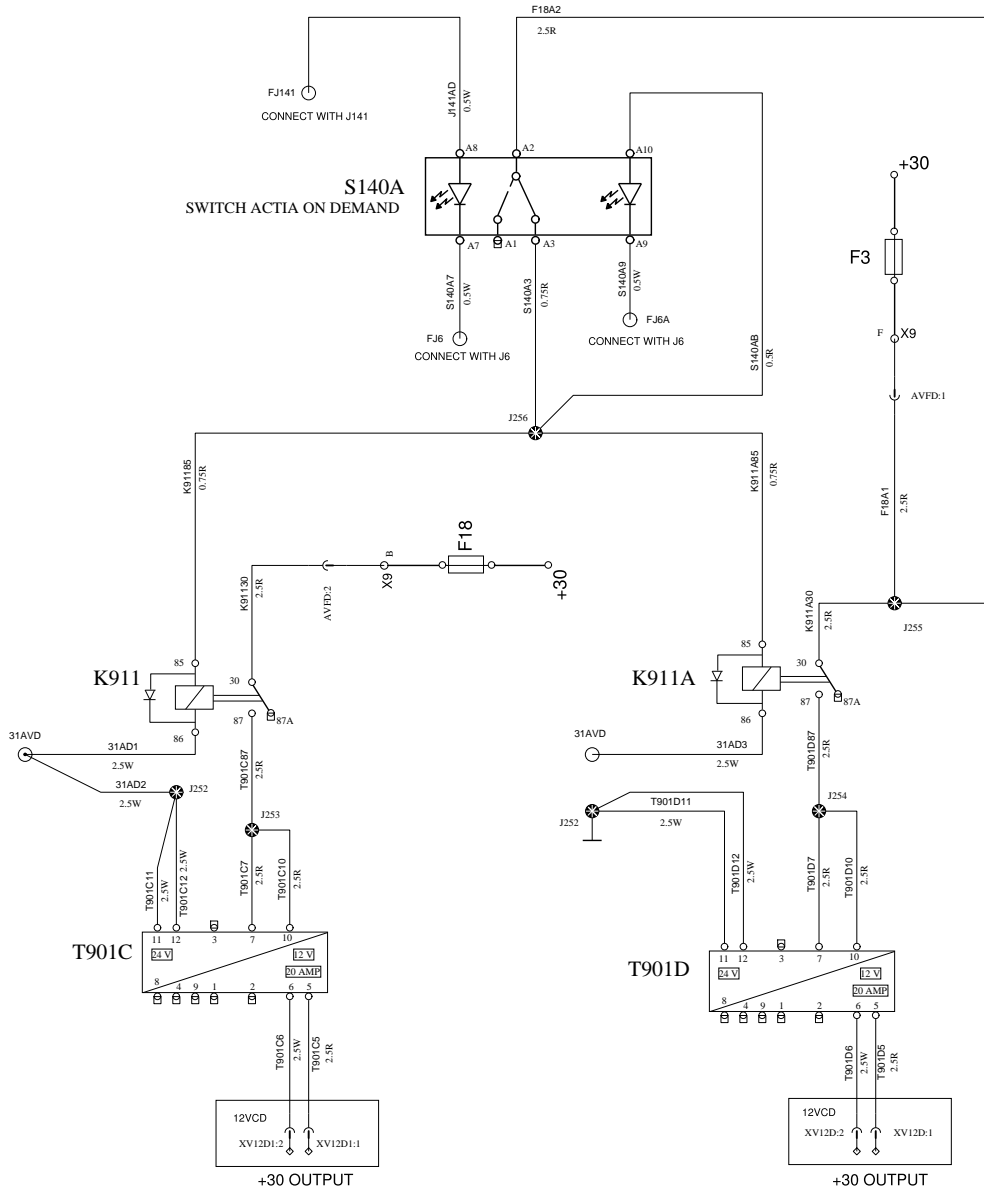 F18A2
2.5R
J141AD
0.5W
FJ141
CONNECT WITH J141
A8
A2
A10
S140A
SWITCH ACTIA ON DEMAND
A7
A1
A3
A9
S140A7
0.5W
S140A3
0.75R
S140A9
0.5W
FJ6
CONNECT WITH J6
FJ6A
CONNECT WITH J6
S140AB
0.5R
+30
F3
F
X9
AVFD:1
F18A1
2.5R
J256
K91185
0.75R
K911A85
0.75R
K91130
2.5R
AVFD:2
X9
B
F18
+30
K911A30
2.5R
J255
K911
85
30
87
87A
86
K911A
85
30
87
87A
86
31AVD
31AD1
2.5W
31AD2
2.5W
J252
T901C87
2.5R
J253
31AVD
31AD3
2.5W
T901D87
2.5R
J254
J252
T901D11
2.5W
T901C11
2.5W
T901C12
2.5W
T901C7
2.5R
T901C10
2.5R
T901D12
2.5W
T901D7
2.5R
T901D10
2.5R
T901C
11
12
3
7
10
24 V
12 V
20 AMP
8
4
9
1
2
6
5
T901D
11
12
3
7
10
24 V
12 V
20 AMP
8
4
9
1
2
6
5
T901C6
2.5W
T901C5
2.5R
T901D6
2.5W
T901D5
2.5R
12VCD
XV12D1:2
XV12D1:1
+30 OUTPUT
12VCD
XV12D:2
XV12D:1
+30 OUTPUT